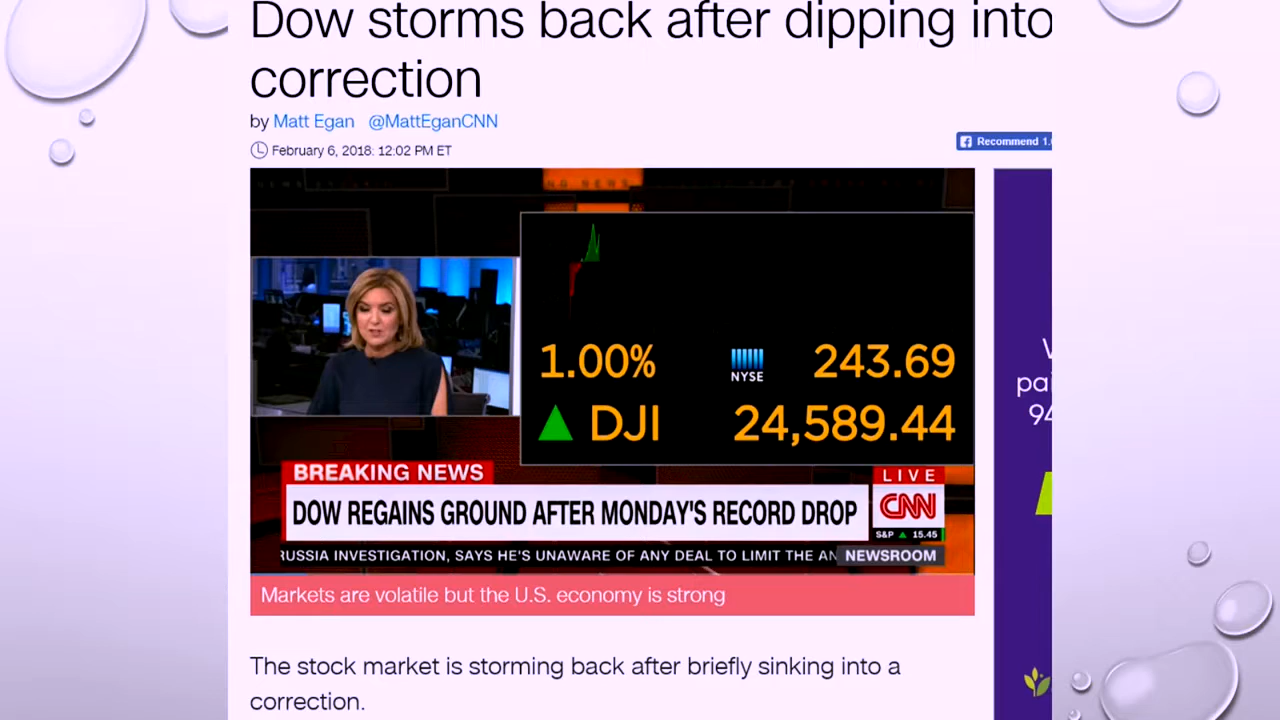 Dow storms back after dipping into
correction
by Matt Egan @MattEganCNN
February 6, 2018: 12:02 PM ET
Recommend
1.00% NYSE 243.69
DJI 24,589.44
BREAKING NEWS
LIVE
DOW REGAINS GROUND AFTER MONDAY'S RECORD DROP
CNN
S&P 15.45
RUSSIA INVESTIGATION, SAYS HE'S UNAWARE OF ANY DEAL TO LIMIT THE AN
NEWSROOM
Markets are volatile but the U.S. economy is strong
The stock market is storming back after briefly sinking into a
correction.